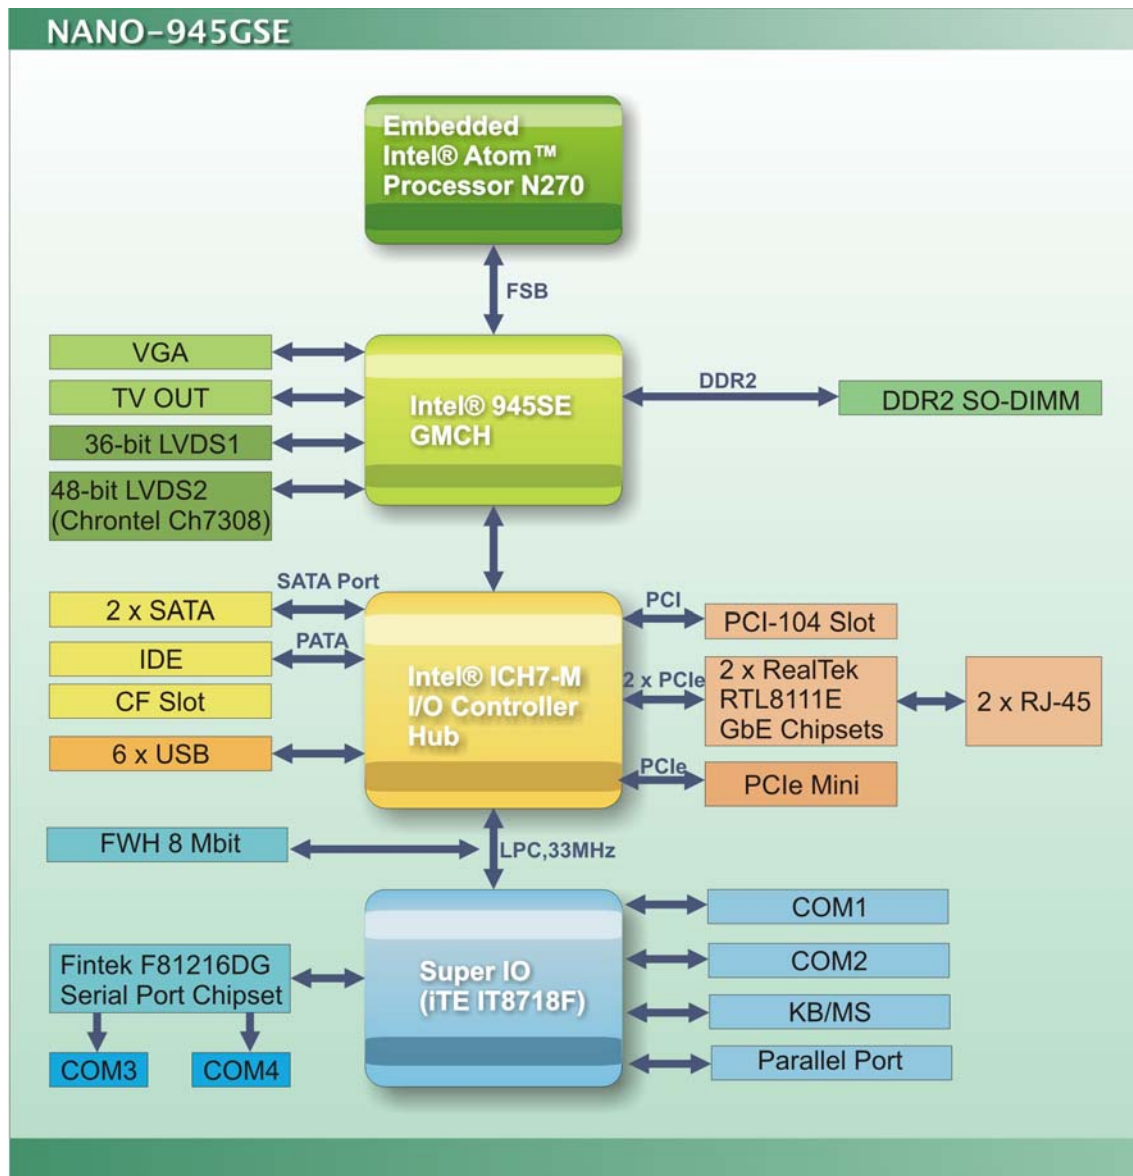 NANO-945GSE
Embedded
Intel® Atom™
Processor N270
FSB
VGA
TV OUT
36-bit LVDS1
48-bit LVDS2
(Chrontel Ch7308)
Intel® 945SE
GMCH
DDR2
DDR2 SO-DIMM
SATA Port
2 x SATA
PATA
IDE
CF Slot
6 x USB
Intel® ICH7-M
I/O Controller
Hub
PCI
PCI-104 Slot
2 x PCIe
2 x RealTek
RTL8111E
GbE Chipsets
2 x RJ-45
PCIe
PCIe Mini
FWH 8 Mbit
LPC,33MHz
Fintek F81216DG
Serial Port Chipset
COM3
COM4
Super IO
(iTE IT8718F)
COM1
COM2
KB/MS
Parallel Port